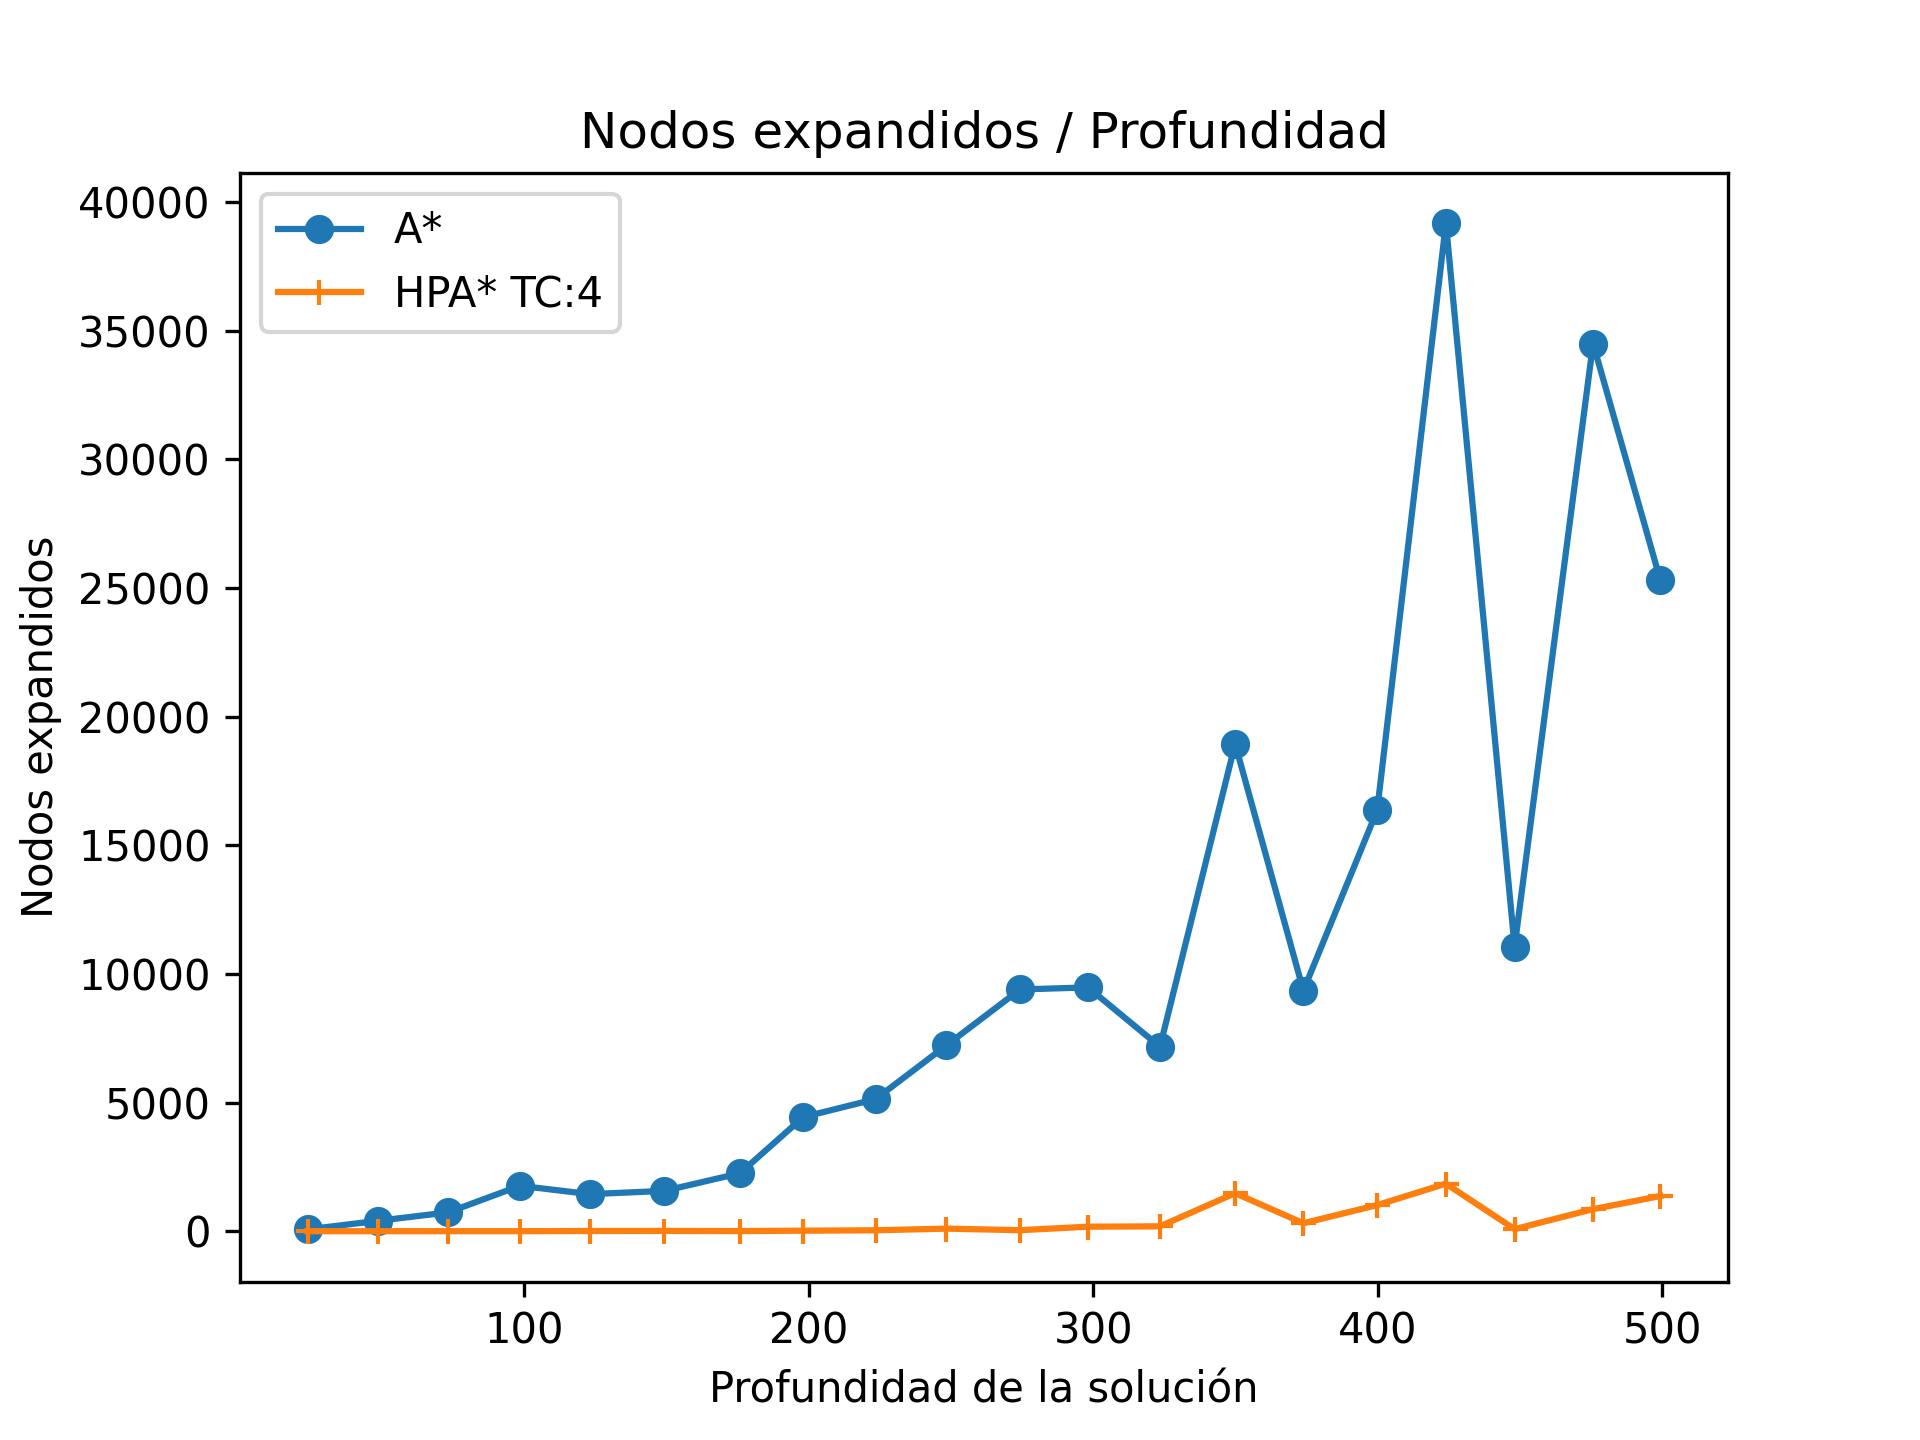 Nodos expandidos / Profundidad
A*
HPA* TC:4
40000
35000
30000
25000
20000
15000
10000
5000
0
Nodos expandidos
100 200 300 400 500
Profundidad de la solución